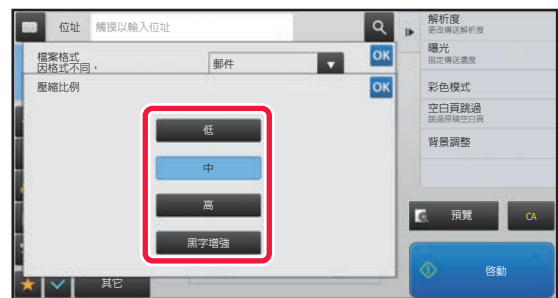 位址
觸摸以輸入位址
檔案格式
因格式不同，
郵件
OK
壓縮比例
OK
低
中
高
黑字增強
其它
解析度
更改傳送解析度
曝光
指定傳送濃度
彩色模式
空白頁跳過
跳過原稿空白頁
背景調整
預覽
CA
啓動